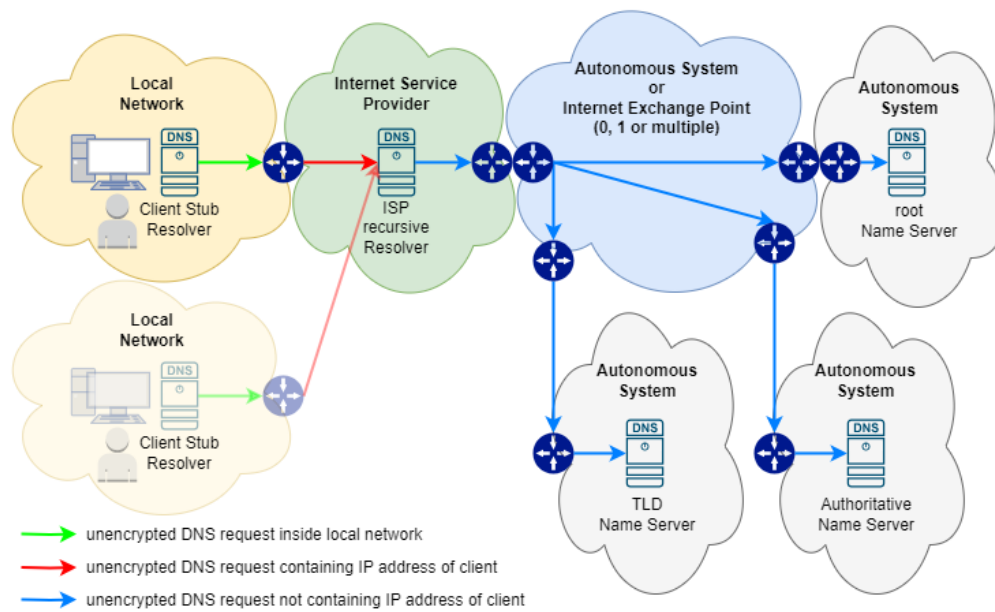 Local
Network
DNS
Client Stub
Resolver
Internet Service
Provider
DNS
ISP
recursive
Resolver
Autonomous System
or
Internet Exchange Point
(0, 1 or multiple)
Autonomous
System
DNS
root
Name Server
Local
Network
DNS
Client Stub
Resolver
Autonomous
System
DNS
TLD
Name Server
Autonomous
System
DNS
Authoritative
Name Server
unencrypted DNS request inside local network
unencrypted DNS request containing IP address of client
unencrypted DNS request not containing IP address of client